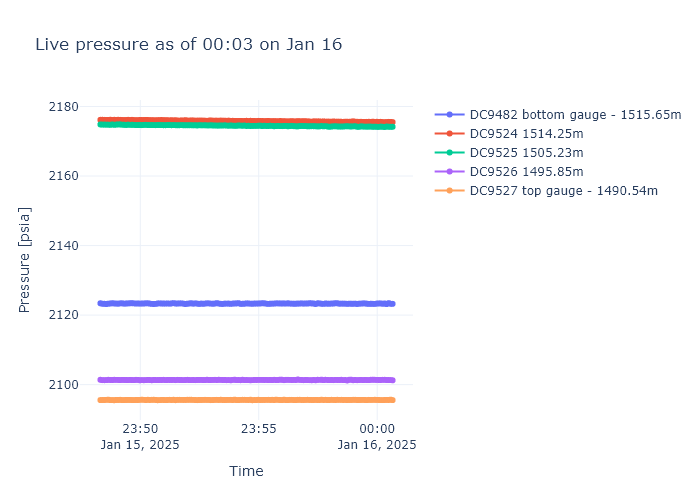 Live pressure as of 00:03 on Jan 16
2180
2160
2140
2120
2100
Pressure [psia]
23:50
Jan 15, 2025
23:55
00:00
Jan 16, 2025
Time
DC9482 bottom gauge - 1515.65m
DC9524 1514.25m
DC9525 1505.23m
DC9526 1495.85m
DC9527 top gauge - 1490.54m